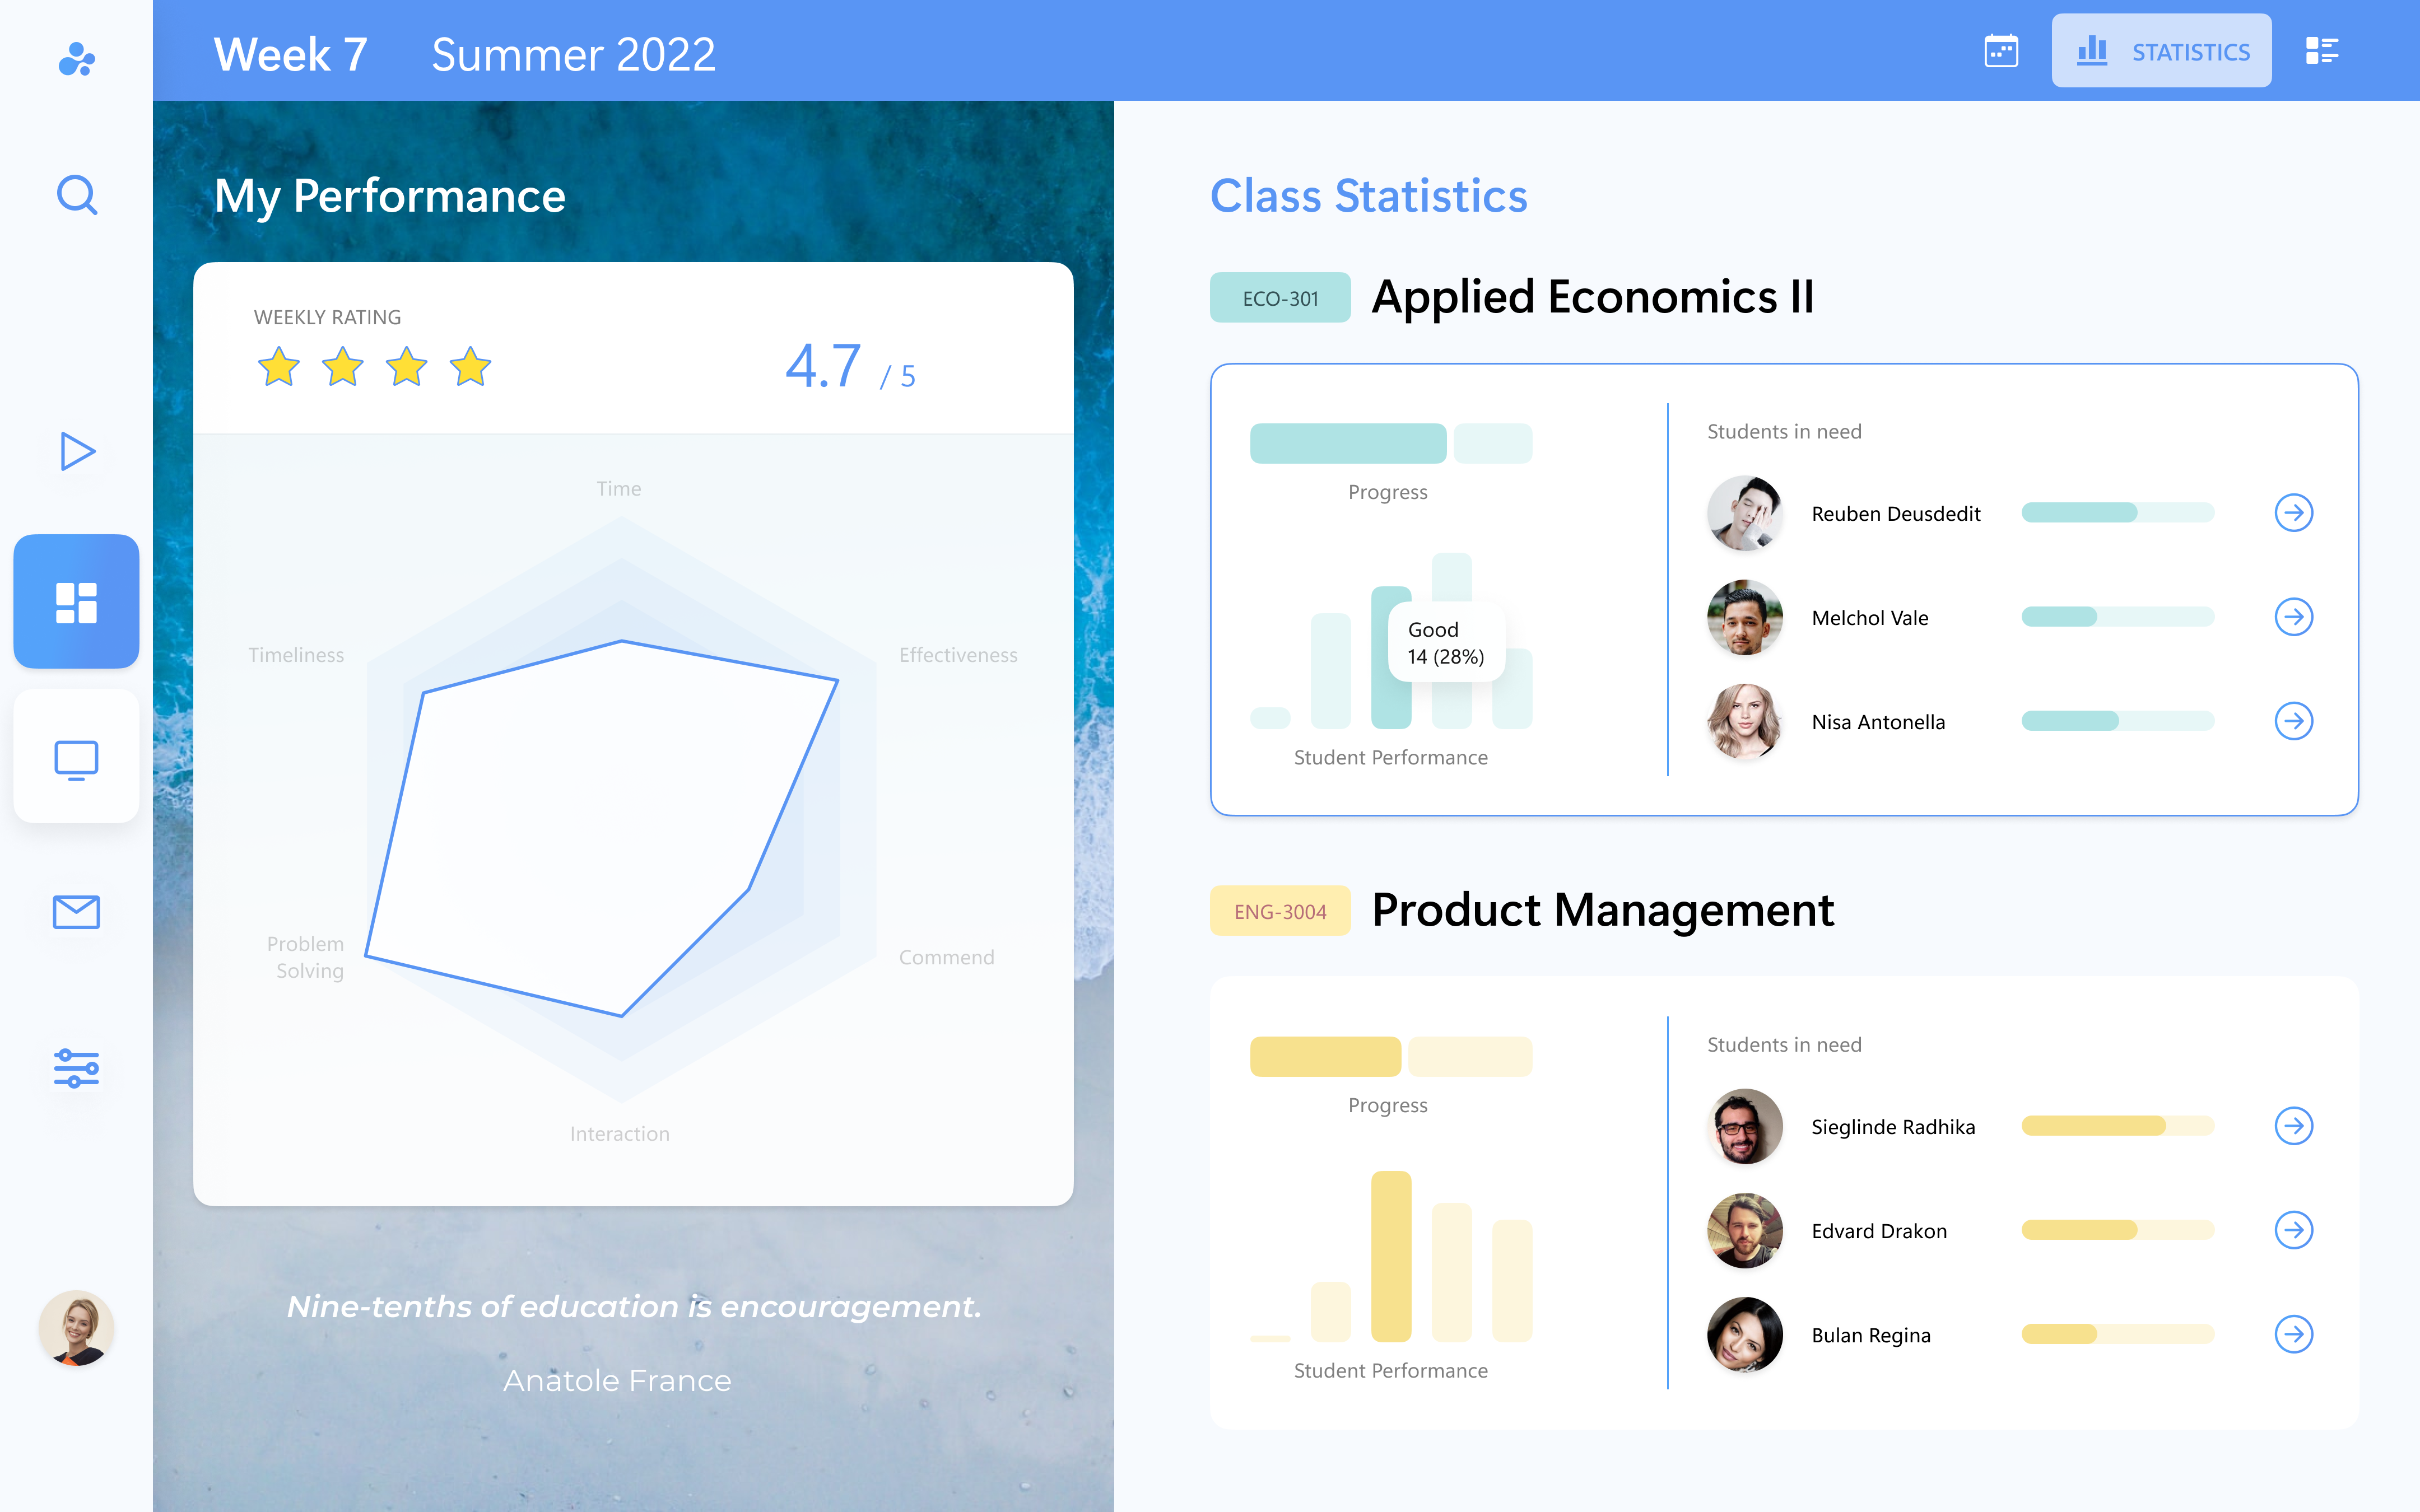 Week 7 Summer 2022
STATISTICS
My Performance
WEEKLY RATING
4.7 / 5
Time
Timeliness
Effectiveness
Problem
Solving
Commend
Interaction
Nine-tenths of education is encouragement.
Anatole France
Class Statistics
ECO-301 Applied Economics II
Progress
Good
14 (28%)
Student Performance
Students in need
Reuben Deusdedit
Melchol Vale
Nisa Antonella
ENG-3004 Product Management
Progress
Student Performance
Students in need
Sieglinde Radhika
Edvard Drakon
Bulan Regina